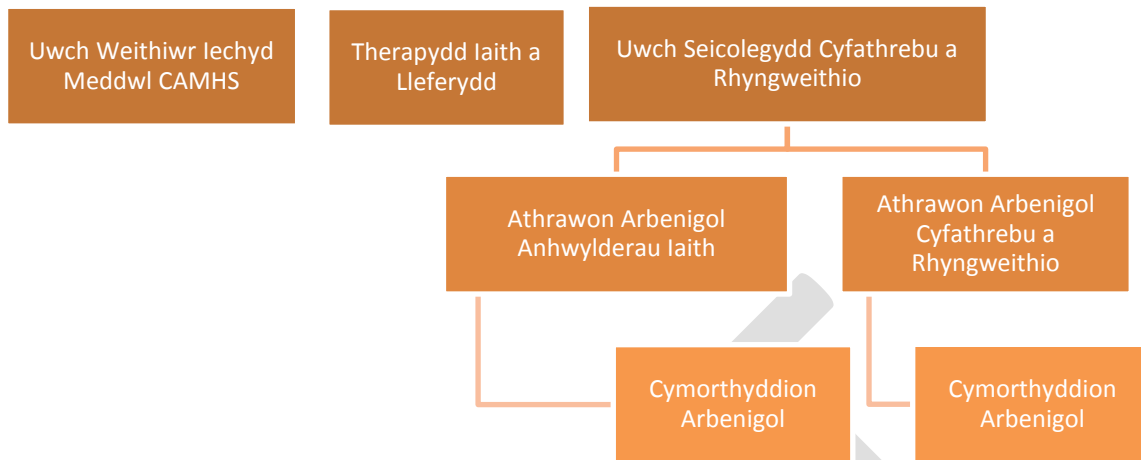 Uwch Weithiwr Iechyd
Meddwl CAMHS
Therapydd Iaith a
Lleferydd
Uwch Seicolegydd Cyfathrebu a
Rhyngweithio
Athrawon Arbenigol
Anhwylderau Iaith
Athrawon Arbenigol
Cyfathrebu a
Rhyngweithio
Cymorthyddion
Arbenigol
Cymorthyddion
Arbenigol